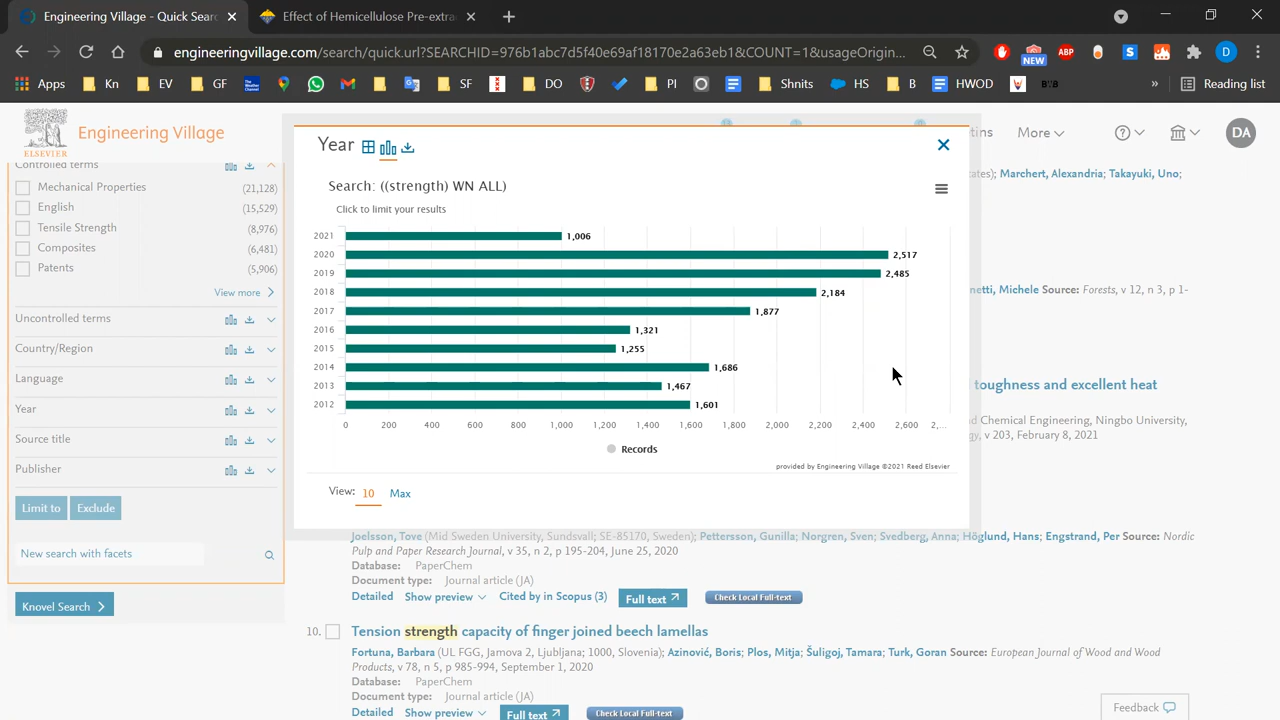 Engineering Village - Quick Sear
Effect of Hemicellulose Pre-extra
engineeringvillage.com/search/quick.url?SEARCHID=976b1abc7d5f40e69af18170e2a63eb1&COUNT=1&usageOrigin...
ABP
S
D
NEW
Apps
Kn
EV
GF
SF
DO
PI
Shnits
HS
B
HWOD
»
Reading list
ELSEVIER
Engineering Village
More
DA
Controlled terms
Mechanical Properties (21,128)
English (15,529)
Tensile Strength (8,976)
Composites (6,481)
Patents (5,906)
View more
Uncontrolled terms
Country/Region
Language
Year
Source title
Publisher
Limit to
Exclude
New search with facets
Knovel Search
Year
Search: ((strength) WN ALL)
Click to limit your results
2021 1,006
2020 2,517
2019 2,485
2018 2,184
2017 1,877
2016 1,321
2015 1,255
2014 1,686
2013 1,467
2012 1,601
0 200 400 600 800 1,000 1,200 1,400 1,600 1,800 2,000 2,200 2,400 2,600 2,...
Records
provided by Engineering Village ©2021 Reed Elsevier
View: 10 Max
tes); Marchert, Alexandria; Takayuki, Uno;
netti, Michele Source: Forests, v 12, n 3, p 1-
toughness and excellent heat
d Chemical Engineering, Ningbo University,
gy, v 203, February 8, 2021
Joelsson, Tove (Mid Sweden University, Sundsvall; SE-85170, Sweden); Pettersson, Gunilla; Norgren, Sven; Svedberg, Anna; Höglund, Hans; Engstrand, Per Source: Nordic
Pulp and Paper Research Journal, v 35, n 2, p 195-204, June 25, 2020
Database: PaperChem
Document type: Journal article (JA)
Detailed Show preview Cited by in Scopus (3) Full text Check Local Full-text
10. Tension strength capacity of finger joined beech lamellas
Fortuna, Barbara (UL FGG, Jamova 2, Ljubljana; 1000, Slovenia); Azinović, Boris; Plos, Mitja; Šuligoj, Tamara; Turk, Goran Source: European Journal of Wood and Wood
Products, v 78, n 5, p 985-994, September 1, 2020
Database: PaperChem
Document type: Journal article (JA)
Detailed Show preview Full text Check Local Full-text
Feedback